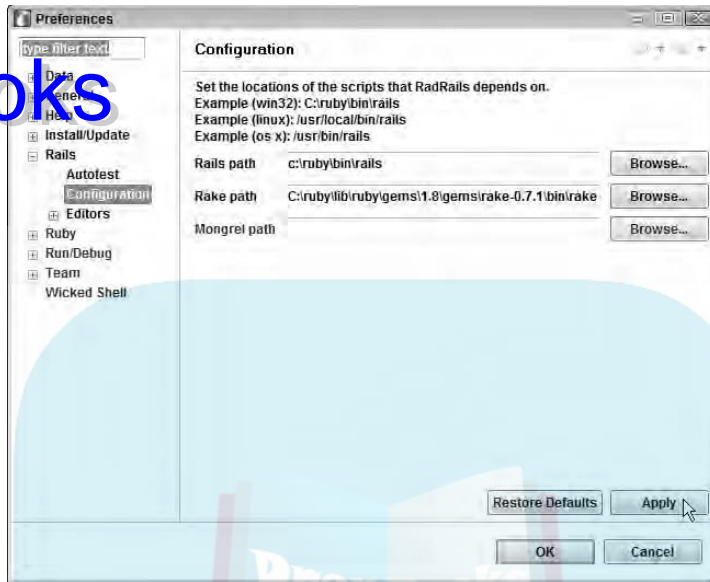 Preferences
type filter text
Data
General
Help
Install/Update
Rails
Autotest
Configuration
Editors
Ruby
Run/Debug
Team
Wicked Shell
Configuration
Set the locations of the scripts that RadRails depends on.
Example (win32): C:\ruby\bin\rails
Example (linux): /usr/local/bin/rails
Example (os x): /usr/bin/rails
Rails path c:\ruby\bin\rails Browse...
Rake path C:\ruby\lib\ruby\gems\1.8\gems\rake-0.7.1\bin\rake Browse...
Mongrel path Browse...
Restore Defaults Apply
OK Cancel
oks